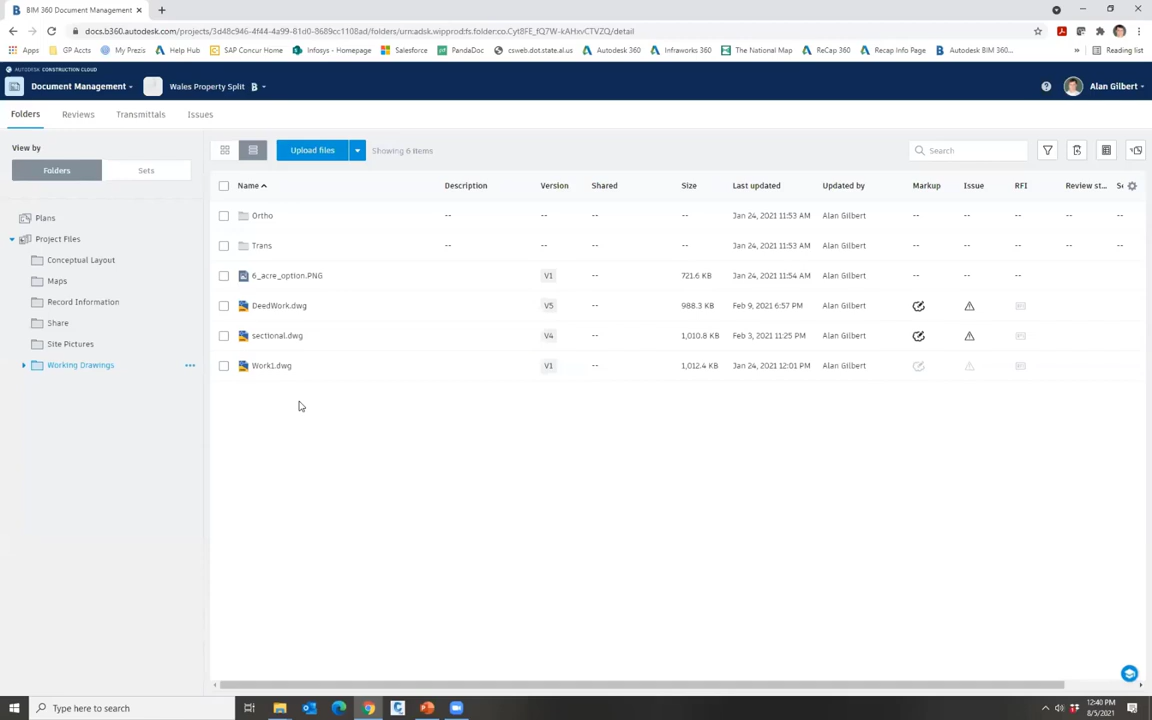 BIM 360 Document Management
docs.b360.autodesk.com/projects/3d48c946-4f44-4a99-81d0-8689cc1108ad/folders/urn:adsk.wipprod:fs.folder:co.Cyt8FE_fQ7W-kAHxvCTVZQ/detail
Apps GP Accts My Prezis Help Hub SAP Concur Home Infosys - Homepage Salesforce PandaDoc csweb.dot.state.al.us Autodesk 360 Infraworks 360 The National Map ReCap 360 Recap Info Page Autodesk BIM 360... » Reading list
AUTODESK CONSTRUCTION CLOUD
Document Management Wales Property Split B Alan Gilbert
Folders Reviews Transmittals Issues
View by
Folders Sets
Plans
Project Files
Conceptual Layout
Maps
Record Information
Share
Site Pictures
Working Drawings
Upload files Showing 6 items Search
Name Description Version Shared Size Last updated Updated by Markup Issue RFI Review st...
Ortho -- -- -- Jan 24, 2021 11:53 AM Alan Gilbert -- -- -- -- --
Trans -- -- -- Jan 24, 2021 11:53 AM Alan Gilbert -- -- -- -- --
6_acre_option.PNG V1 -- 721.6 KB Jan 24, 2021 11:54 AM Alan Gilbert -- -- --
DeedWork.dwg V5 -- 988.3 KB Feb 9, 2021 6:57 PM Alan Gilbert
sectional.dwg V4 -- 1,010.8 KB Feb 3, 2021 11:25 PM Alan Gilbert
Work1.dwg V1 -- 1,012.4 KB Jan 24, 2021 12:01 PM Alan Gilbert
Type here to search
12:40 PM
8/5/2021